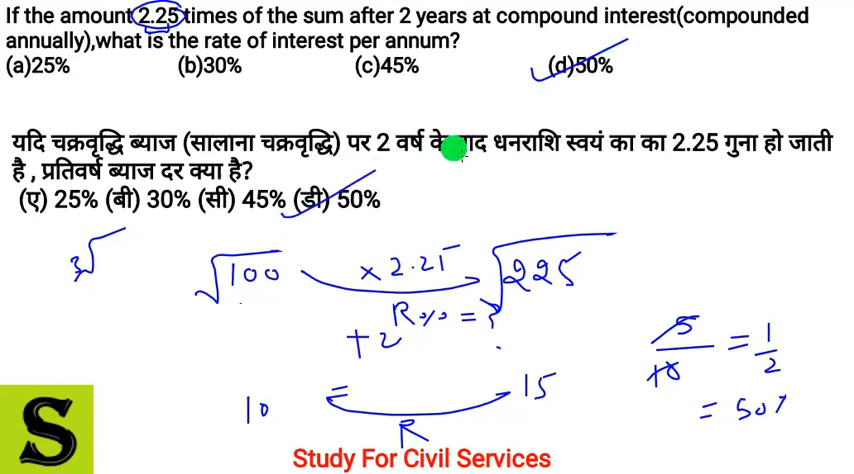 If the amount 2.25 times of the sum after 2 years at compound interest(compounded
annually),what is the rate of interest per annum?
(a)25% (b)30% (c)45% (d)50%
यदि चक्रवृद्धि ब्याज (सालाना चक्रवृद्धि) पर 2 वर्ष के बाद धनराशि स्वयं का का 2.25 गुना हो जाती
है , प्रतिवर्ष ब्याज दर क्या है?
(ए) 25% (बी) 30% (सी) 45% (डी) 50%
3√ √100 × 2.25 √225
R% = ?
+2
5/10 = 1/2
10 = 15
= 50%
R
S
Study For Civil Services